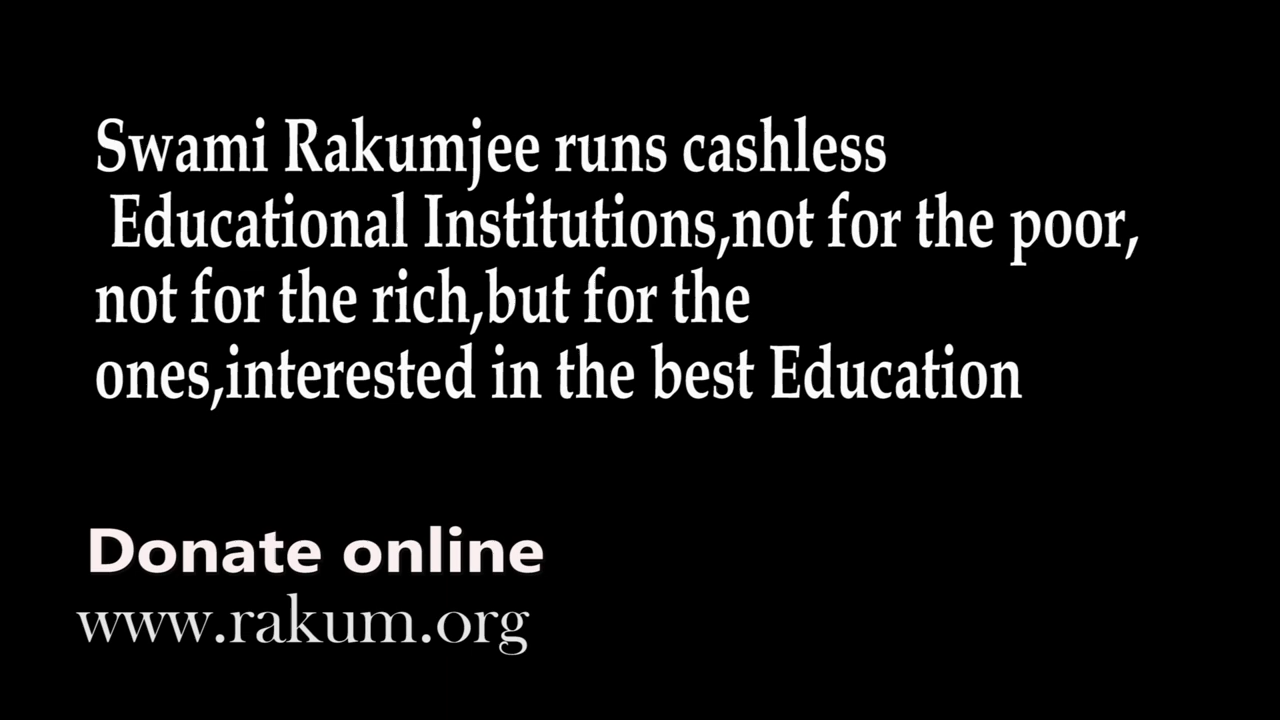 Swami Rakumjee runs cashless
Educational Institutions,not for the poor,
not for the rich,but for the
ones,interested in the best Education
Donate online
www.rakum.org